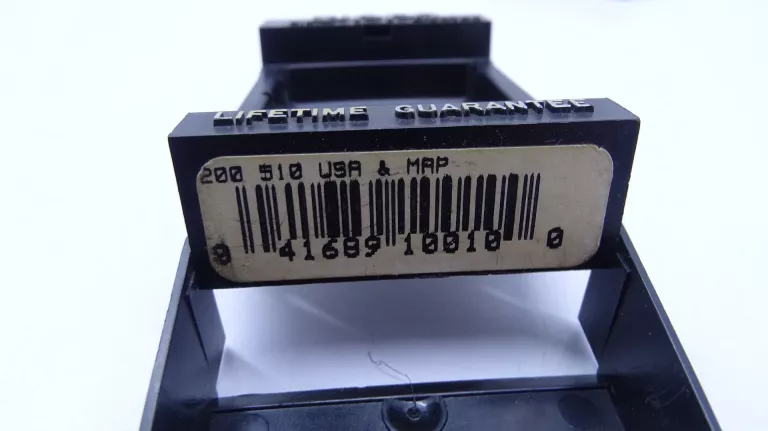 LIFETIME GUARANTEE
200 510 USA & MAP
0 41689 10010 0